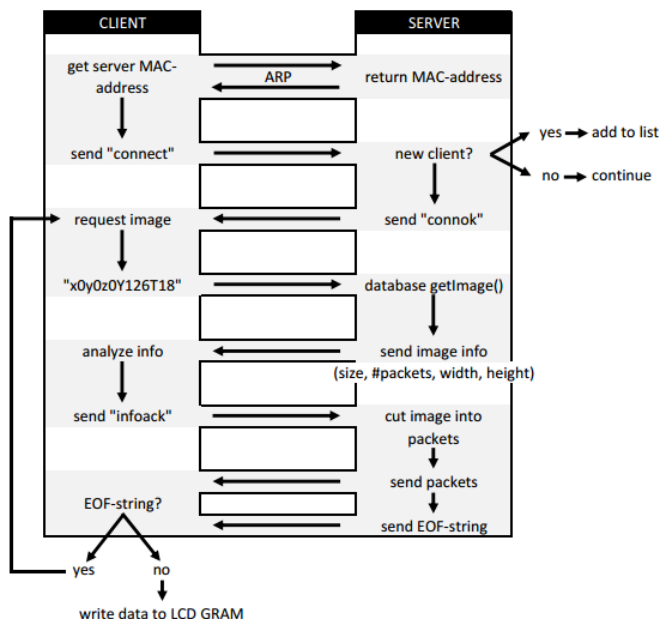 CLIENT
SERVER
get server MAC-
address
ARP
return MAC-address
send "connect"
new client?
yes
add to list
no
continue
request image
send "connok"
"x0y0z0Y126T18"
database getImage()
analyze info
send image info
(size, #packets, width, height)
send "infoack"
cut image into
packets
send packets
EOF-string?
send EOF-string
yes
no
write data to LCD GRAM